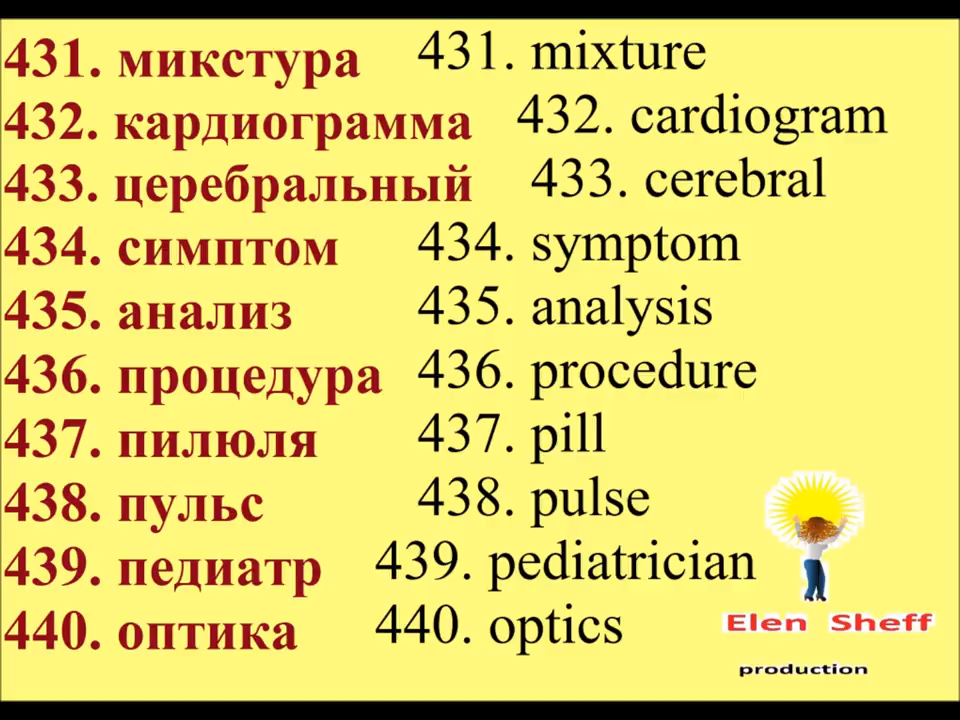 431. микстура 431. mixture
432. кардиограмма 432. cardiogram
433. церебральный 433. cerebral
434. симптом 434. symptom
435. анализ 435. analysis
436. процедура 436. procedure
437. пилюля 437. pill
438. пульс 438. pulse
439. педиатр 439. pediatrician
440. оптика 440. optics
Elen Sheff
production